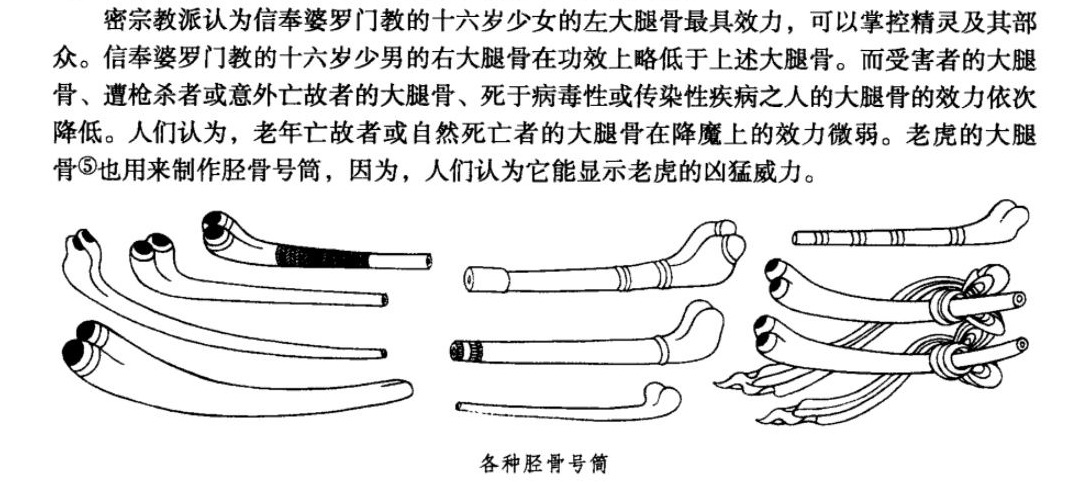 密宗教派认为信奉婆罗门教的十六岁少女的左大腿骨最具效力，可以掌控精灵及其部
众。信奉婆罗门教的十六岁少男的右大腿骨在功效上略低于上述大腿骨。而受害者的大腿
骨、遭枪杀者或意外亡故者的大腿骨、死于病毒性或传染性疾病之人的大腿骨的效力依次
降低。人们认为，老年亡故者或自然死亡者的大腿骨在降魔上的效力微弱。老虎的大腿
骨⑤也用来制作胫骨号筒，因为，人们认为它能显示老虎的凶猛威力。
各种胫骨号筒